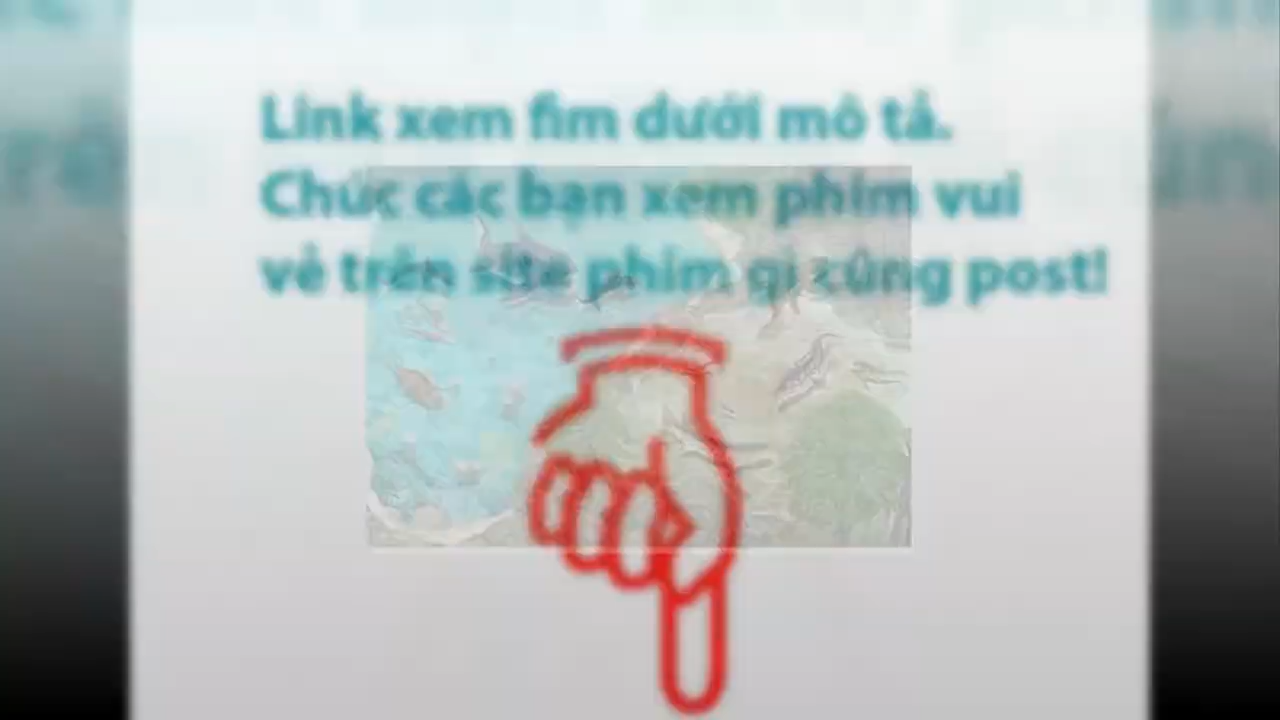 Link xem fim dưới mô tả.
Chúc các bạn xem phim vui
vẻ trên site phim gì cũng post!